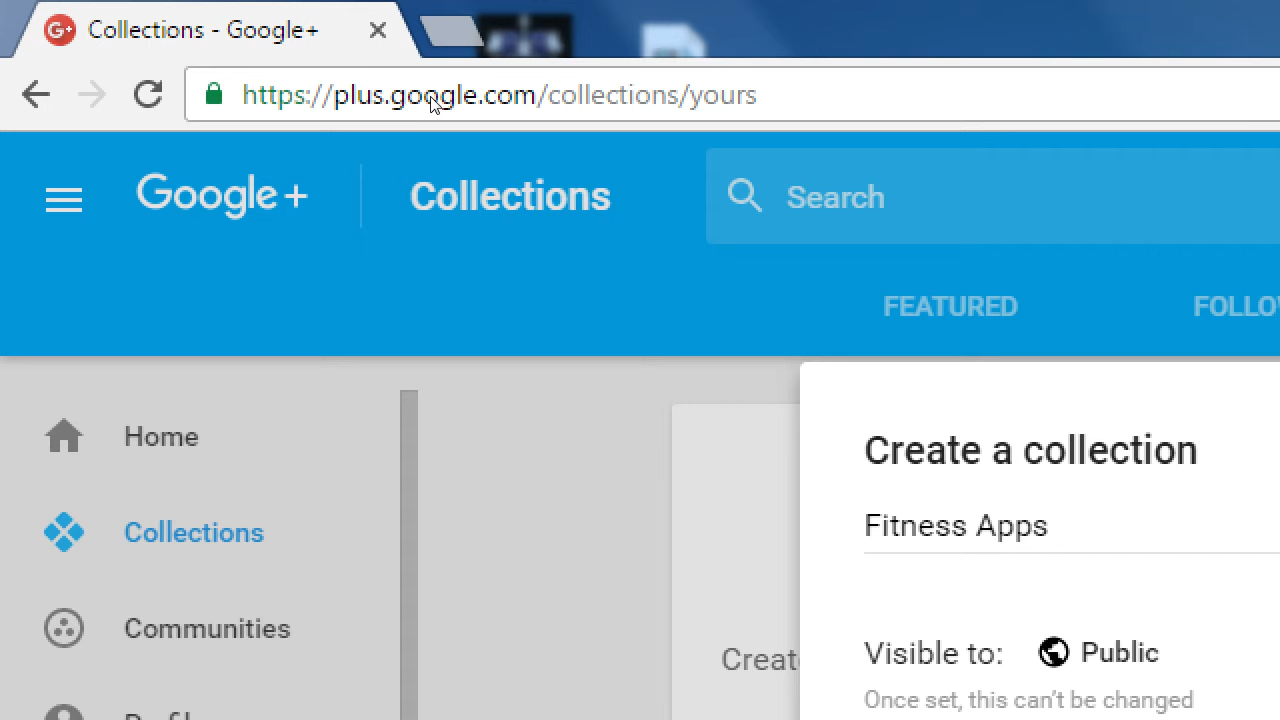 Collections - Google+
https://plus.google.com/collections/yours
Google+
Collections
Search
FEATURED
Home
Collections
Communities
Create a collection
Fitness Apps
Visible to: Public
Once set, this can't be changed